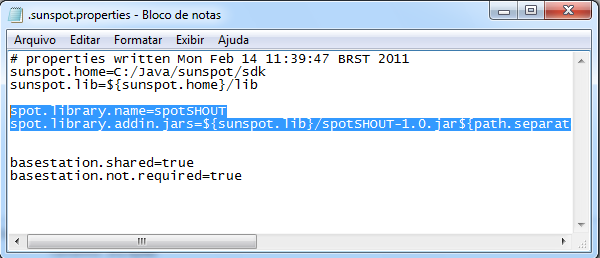 .sunspot.properties - Bloco de notas
Arquivo Editar Formatar Exibir Ajuda
# properties written Mon Feb 14 11:39:47 BRST 2011
sunspot.home=C:/Java/sunspot/sdk
sunspot.lib=${sunspot.home}/lib
spot.library.name=spotSHOUT
spot.library.addin.jars=${sunspot.lib}/spotSHOUT-1.0.jar${path.separat
basestation.shared=true
basestation.not.required=true